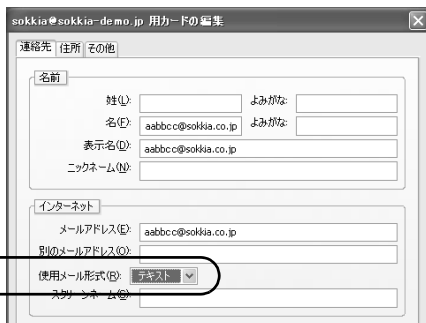 sokkia@sokkia-demo.jp 用カードの編集
連絡先 住所 その他
名前
姓(L): よみがな:
名(F): aabbcc@sokkia.co.jp よみがな:
表示名(D): aabbcc@sokkia.co.jp
ニックネーム(N):
インターネット
メールアドレス(E): aabbcc@sokkia.co.jp
別のメールアドレス(O):
使用メール形式(R): テキスト
スクリーンネーム(S):